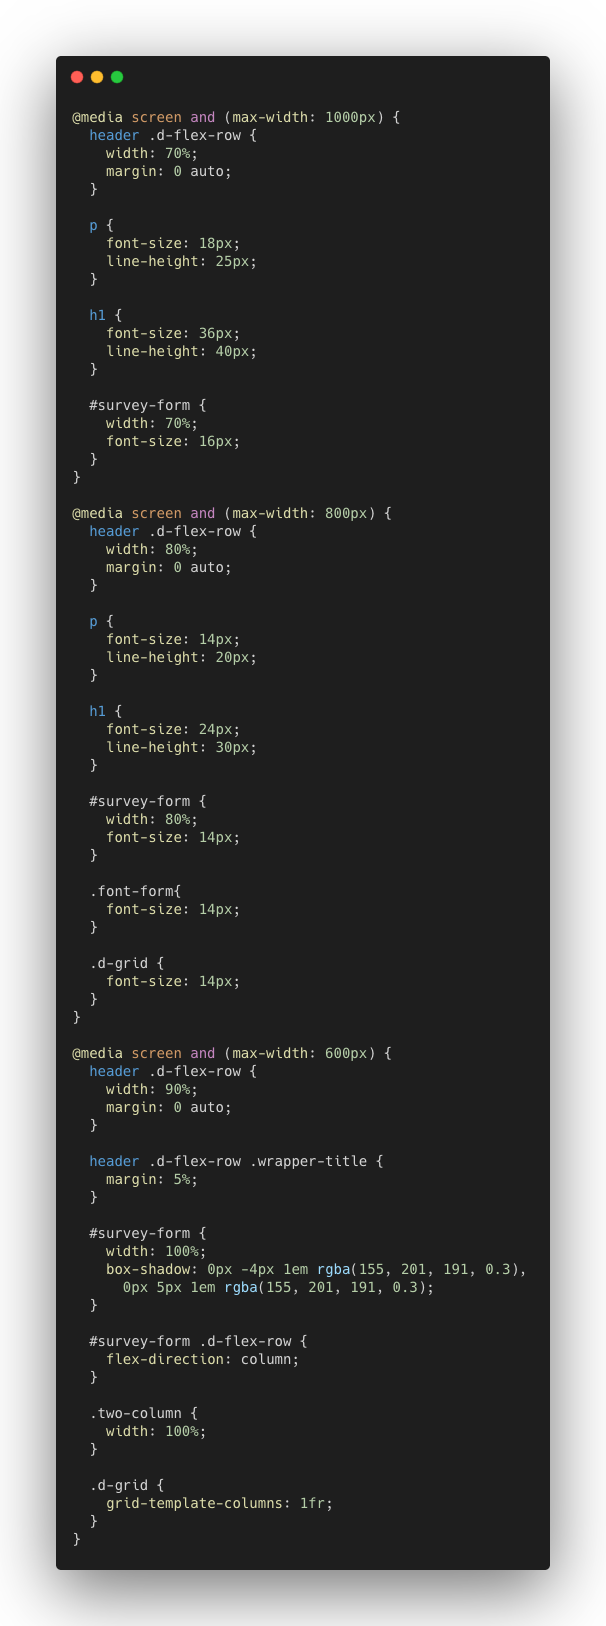 @media screen and (max-width: 1000px) {
  header .d-flex-row {
    width: 70%;
    margin: 0 auto;
  }

  p {
    font-size: 18px;
    line-height: 25px;
  }

  h1 {
    font-size: 36px;
    line-height: 40px;
  }

  #survey-form {
    width: 70%;
    font-size: 16px;
  }
}

@media screen and (max-width: 800px) {
  header .d-flex-row {
    width: 80%;
    margin: 0 auto;
  }

  p {
    font-size: 14px;
    line-height: 20px;
  }

  h1 {
    font-size: 24px;
    line-height: 30px;
  }

  #survey-form {
    width: 80%;
    font-size: 14px;
  }

  .font-form{
    font-size: 14px;
  }

  .d-grid {
    font-size: 14px;
  }
}

@media screen and (max-width: 600px) {
  header .d-flex-row {
    width: 90%;
    margin: 0 auto;
  }

  header .d-flex-row .wrapper-title {
    margin: 5%;
  }

  #survey-form {
    width: 100%;
    box-shadow: 0px -4px 1em rgba(155, 201, 191, 0.3),
      0px 5px 1em rgba(155, 201, 191, 0.3);
  }

  #survey-form .d-flex-row {
    flex-direction: column;
  }

  .two-column {
    width: 100%;
  }

  .d-grid {
    grid-template-columns: 1fr;
  }
}